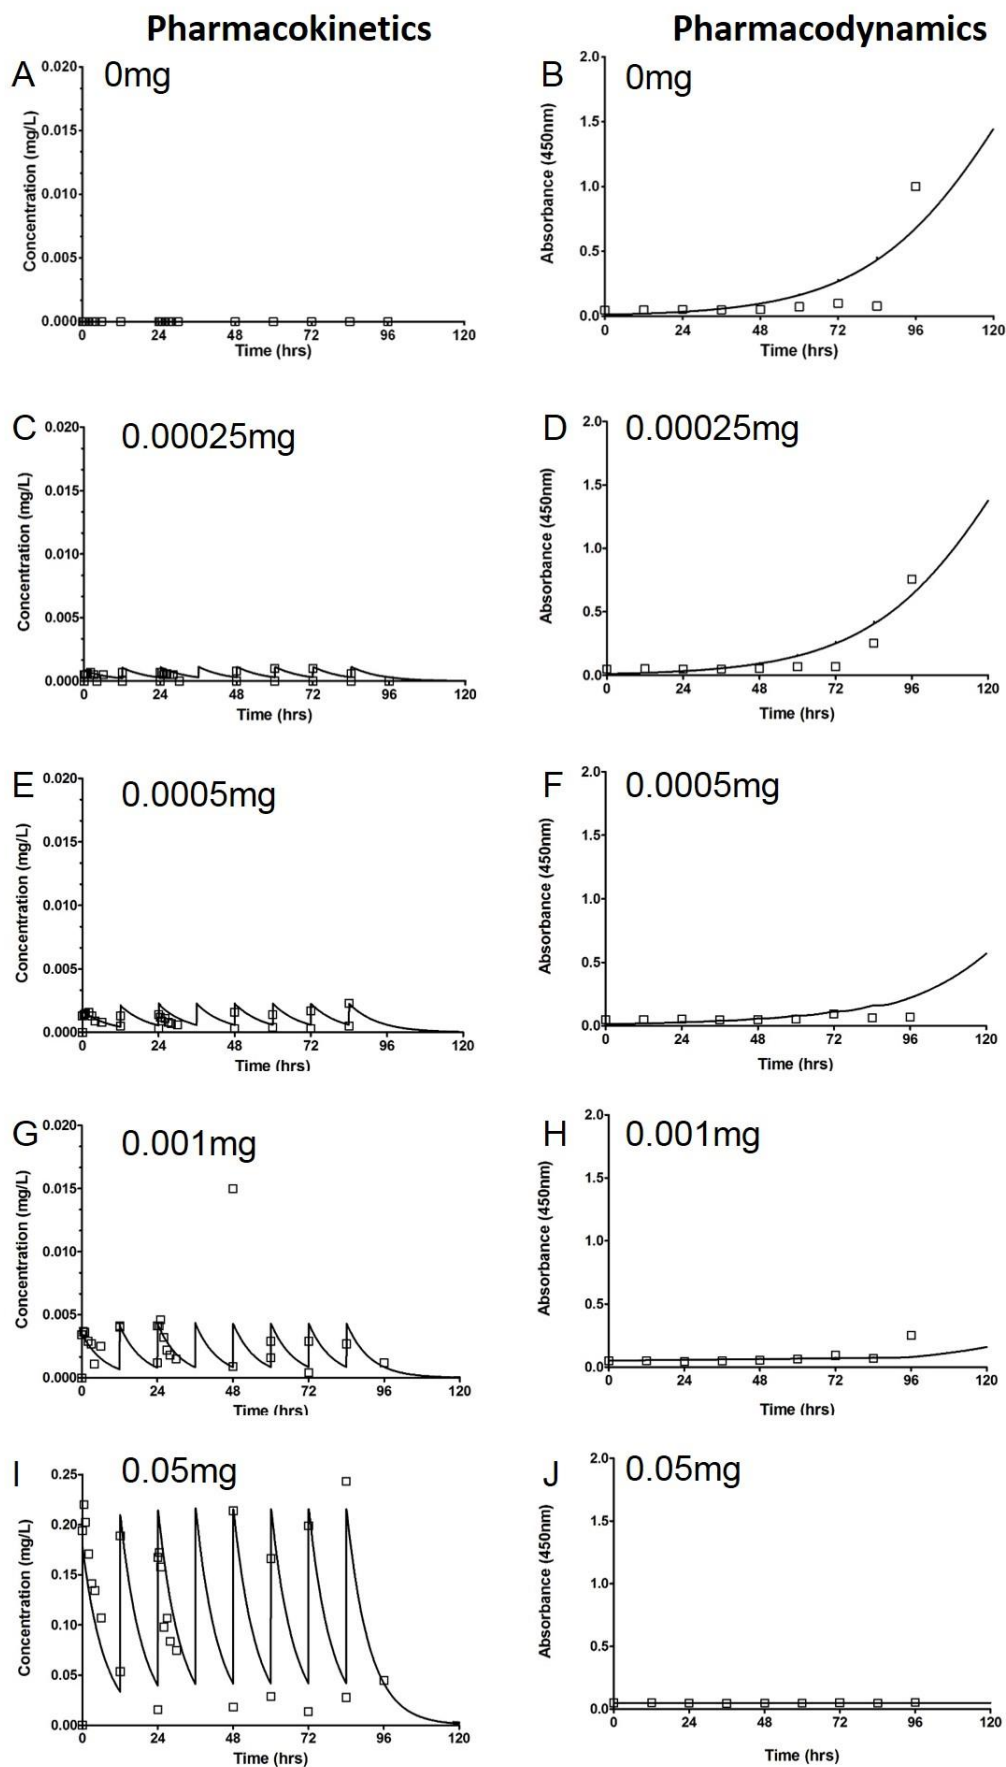 Pharmacokinetics
Pharmacodynamics
A
0mg
Concentration (mg/L)
0.020
0.015
0.010
0.005
0.000
0 24 48 72 96 120
Time (hrs)
B
0mg
Absorbance (450nm)
2.0
1.5
1.0
0.5
0.0
0 24 48 72 96 120
Time (hrs)
C
0.00025mg
Concentration (mg/L)
0.020
0.015
0.010
0.005
0.000
0 24 48 72 96 120
Time (hrs)
D
0.00025mg
Absorbance (450nm)
2.0
1.5
1.0
0.5
0.0
0 24 48 72 96 120
Time (hrs)
E
0.0005mg
Concentration (mg/L)
0.020
0.015
0.010
0.005
0.000
0 24 48 72 96 120
Time (hrs)
F
0.0005mg
Absorbance (450nm)
2.0
1.5
1.0
0.5
0.0
0 24 48 72 96 120
Time (hrs)
G
0.001mg
Concentration (mg/L)
0.020
0.015
0.010
0.005
0.000
0 24 48 72 96 120
Time (hrs)
H
0.001mg
Absorbance (450nm)
2.0
1.5
1.0
0.5
0.0
0 24 48 72 96 120
Time (hrs)
I
0.05mg
Concentration (mg/L)
0.25
0.20
0.15
0.10
0.05
0.00
0 24 48 72 96 120
Time (hrs)
J
0.05mg
Absorbance (450nm)
2.0
1.5
1.0
0.5
0.0
0 24 48 72 96 120
Time (hrs)